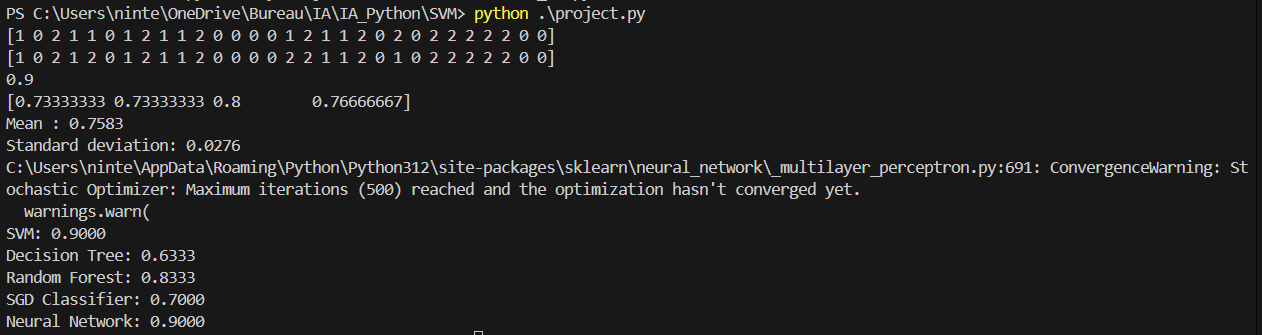 PS C:\Users\ninte\OneDrive\Bureau\IA\IA_Python\SVM> python .\project.py
[1 0 2 1 1 0 1 2 1 1 2 0 0 0 0 1 2 1 1 2 0 2 0 2 2 2 2 2 0 0]
[1 0 2 1 2 0 1 2 1 1 2 0 0 0 0 2 2 1 1 2 0 1 0 2 2 2 2 2 0 0]
0.9
[0.73333333 0.73333333 0.8        0.76666667]
Mean : 0.7583
Standard deviation: 0.0276
C:\Users\ninte\AppData\Roaming\Python\Python312\site-packages\sklearn\neural_network\_multilayer_perceptron.py:691: ConvergenceWarning: St
ochastic Optimizer: Maximum iterations (500) reached and the optimization hasn't converged yet.
  warnings.warn(
SVM: 0.9000
Decision Tree: 0.6333
Random Forest: 0.8333
SGD Classifier: 0.7000
Neural Network: 0.9000